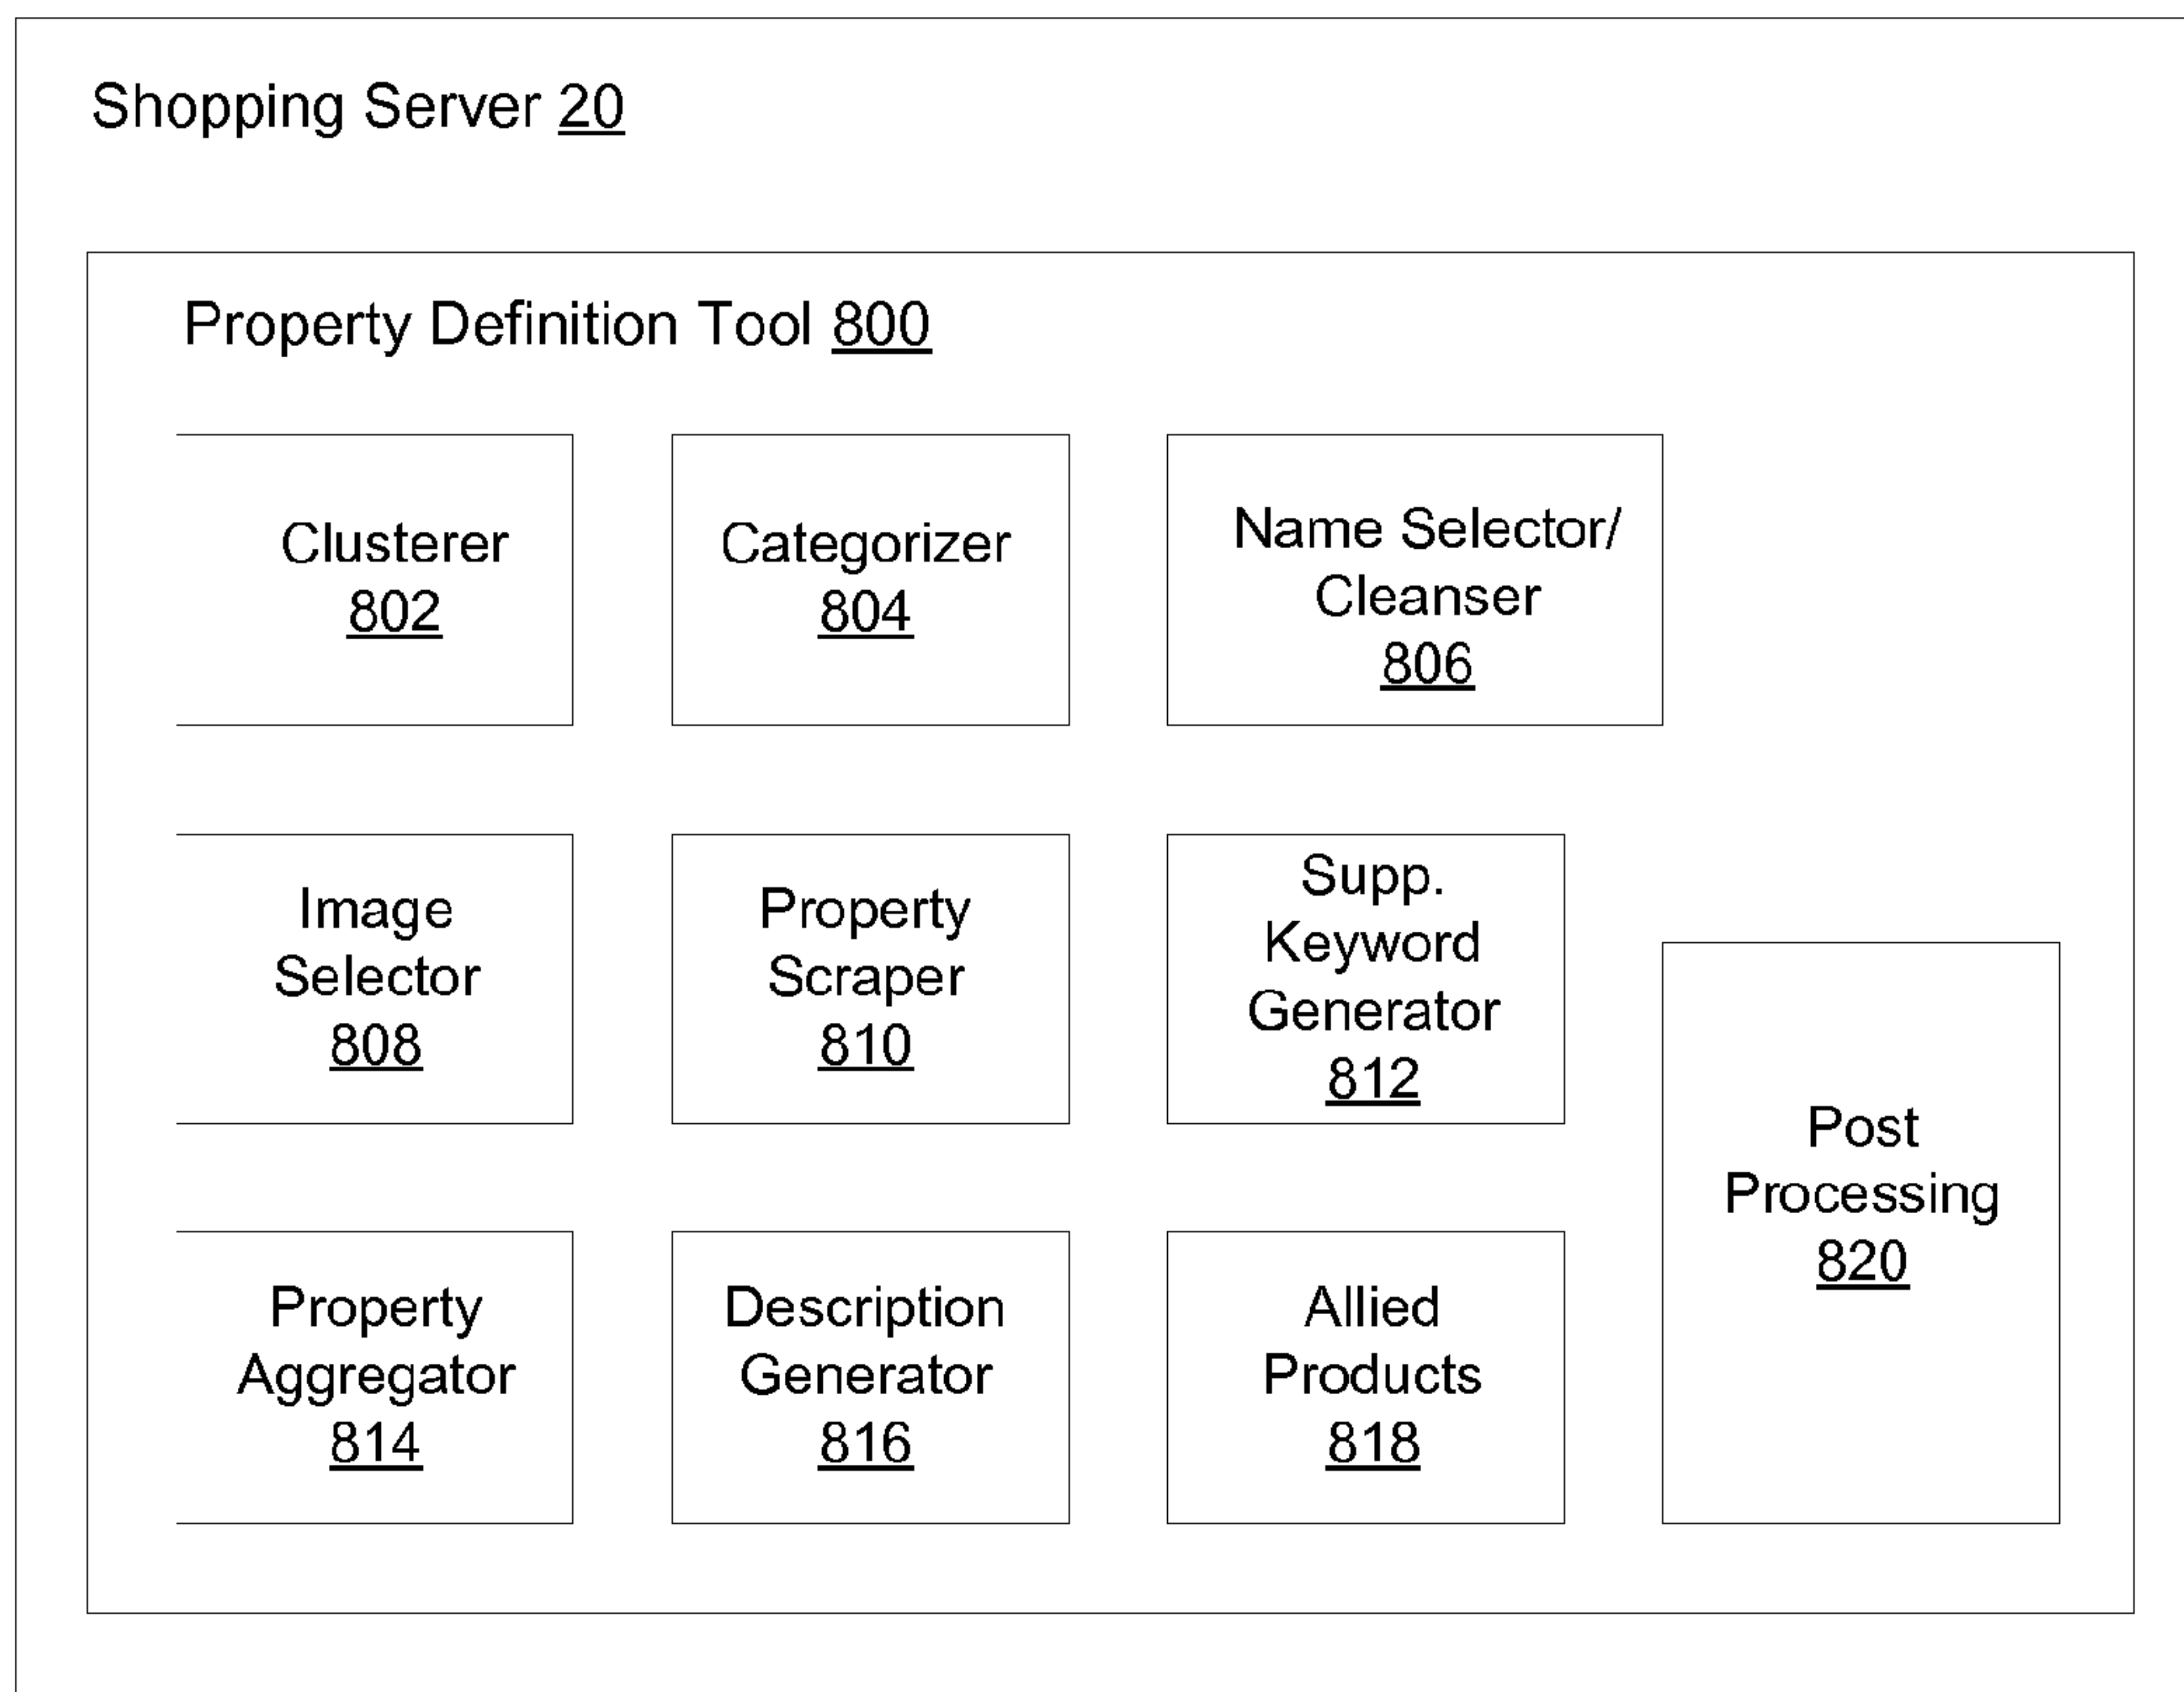 Shopping Server 20
Property Definition Tool 800
Clusterer
802
Categorizer
804
Name Selector/
Cleanser
806
Image
Selector
808
Property
Scraper
810
Supp.
Keyword
Generator
812
Property
Aggregator
814
Description
Generator
816
Allied
Products
818
Post
Processing
820